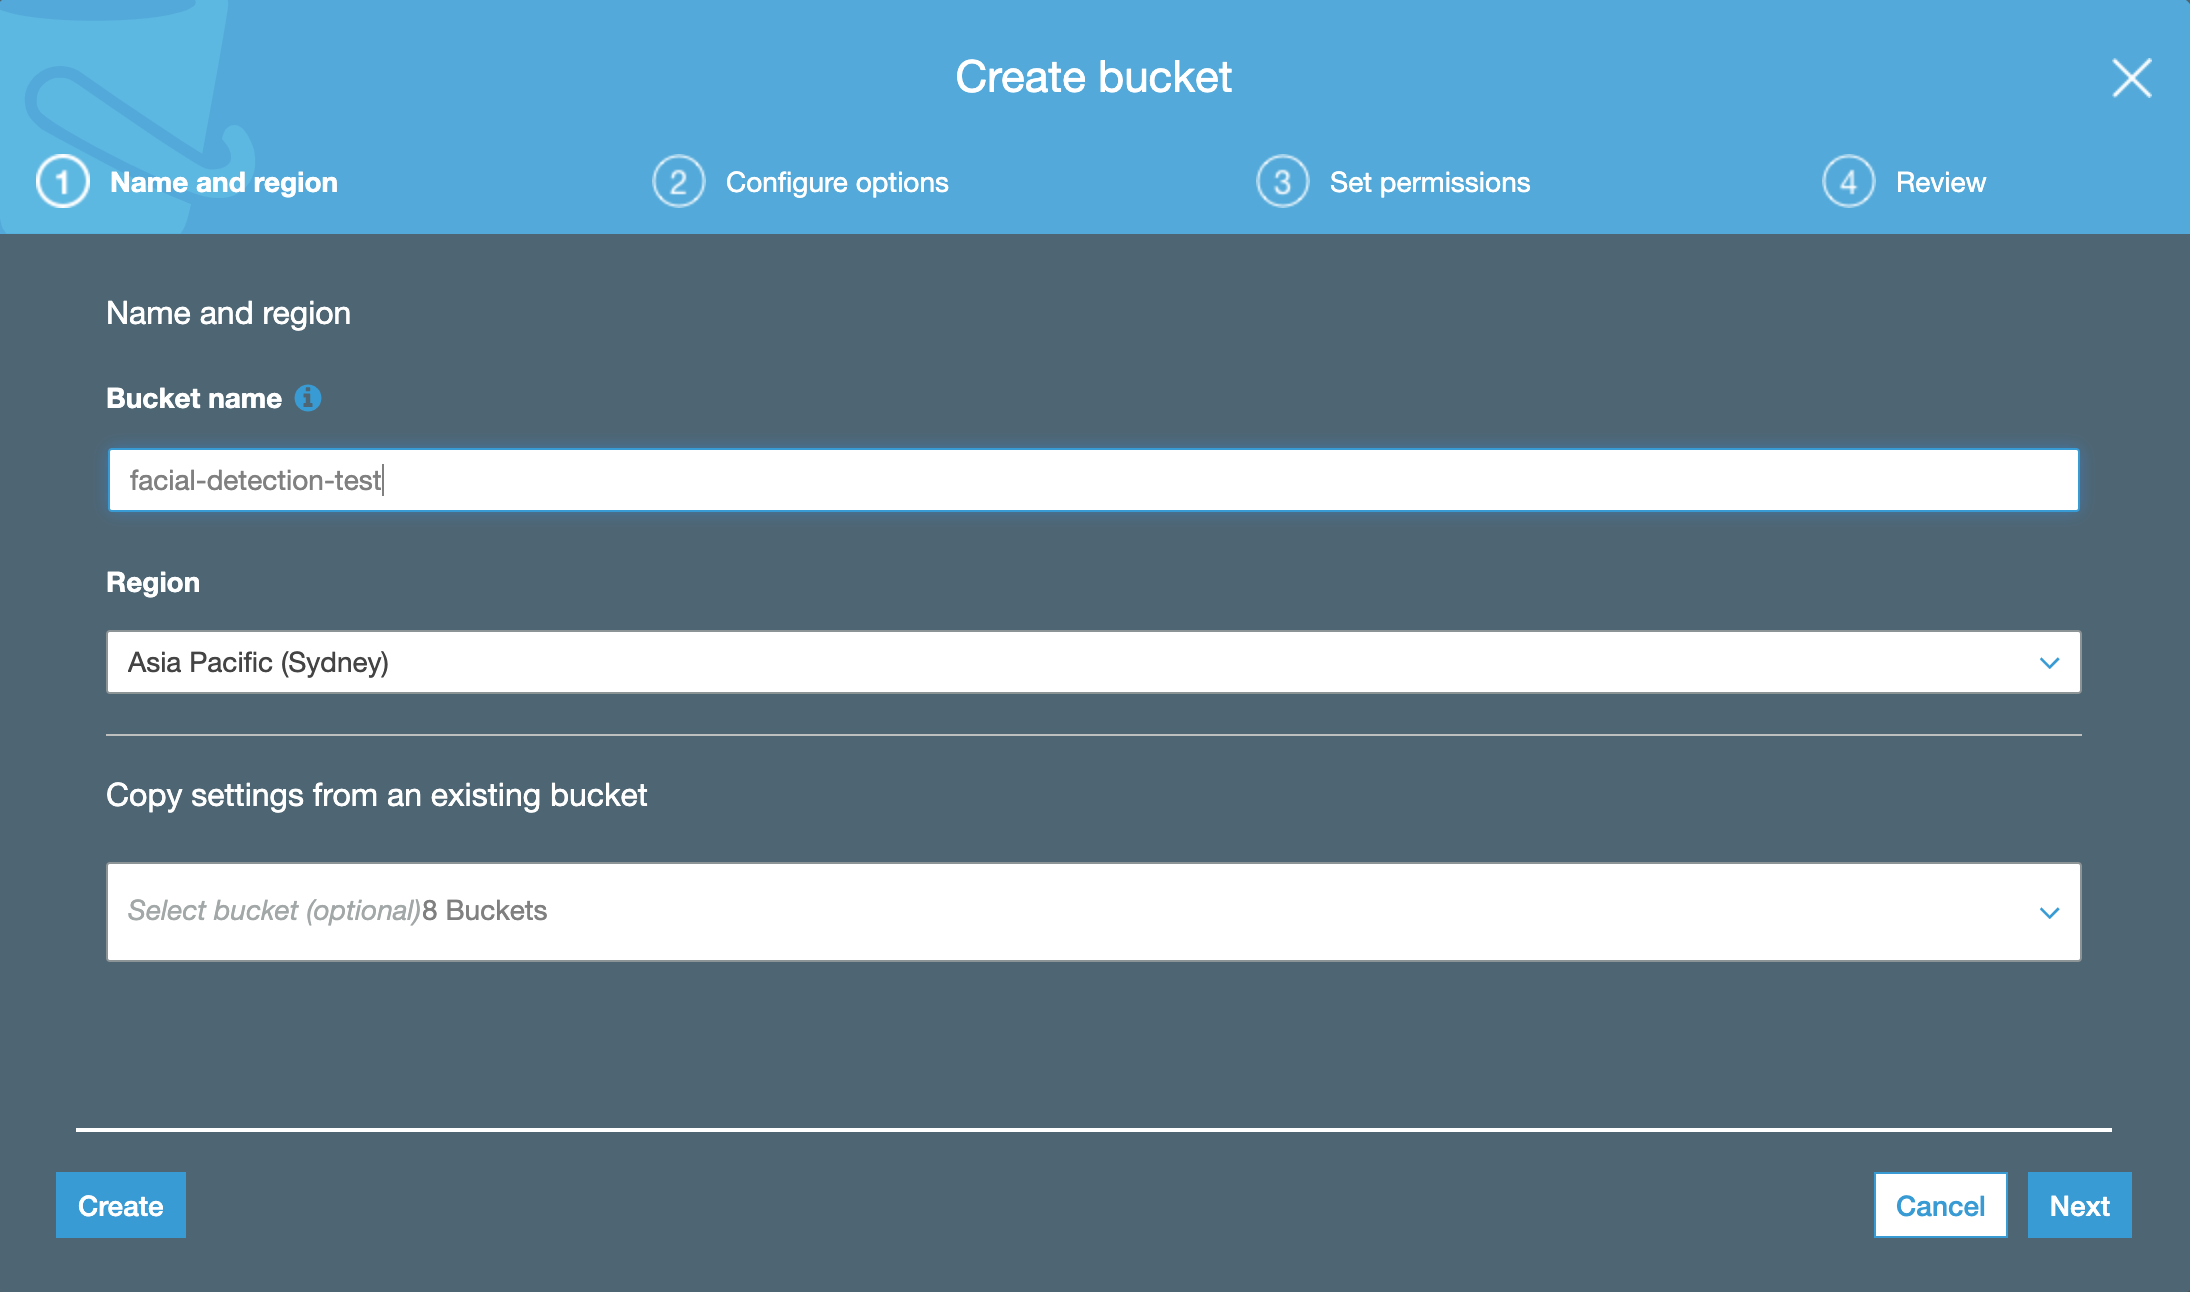 Create bucket
1 Name and region
2 Configure options
3 Set permissions
4 Review
Name and region
Bucket name
facial-detection-test
Region
Asia Pacific (Sydney)
Copy settings from an existing bucket
Select bucket (optional)8 Buckets
Create
Cancel
Next